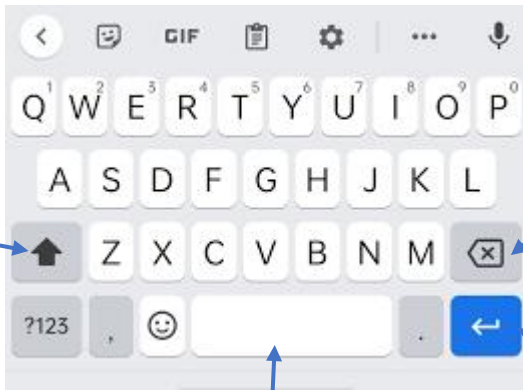 GIF
Q1 W2 E3 R4 T5 Y6 U7 I8 O9 P0
A S D F G H J K L
Z X C V B N M
?123 , .